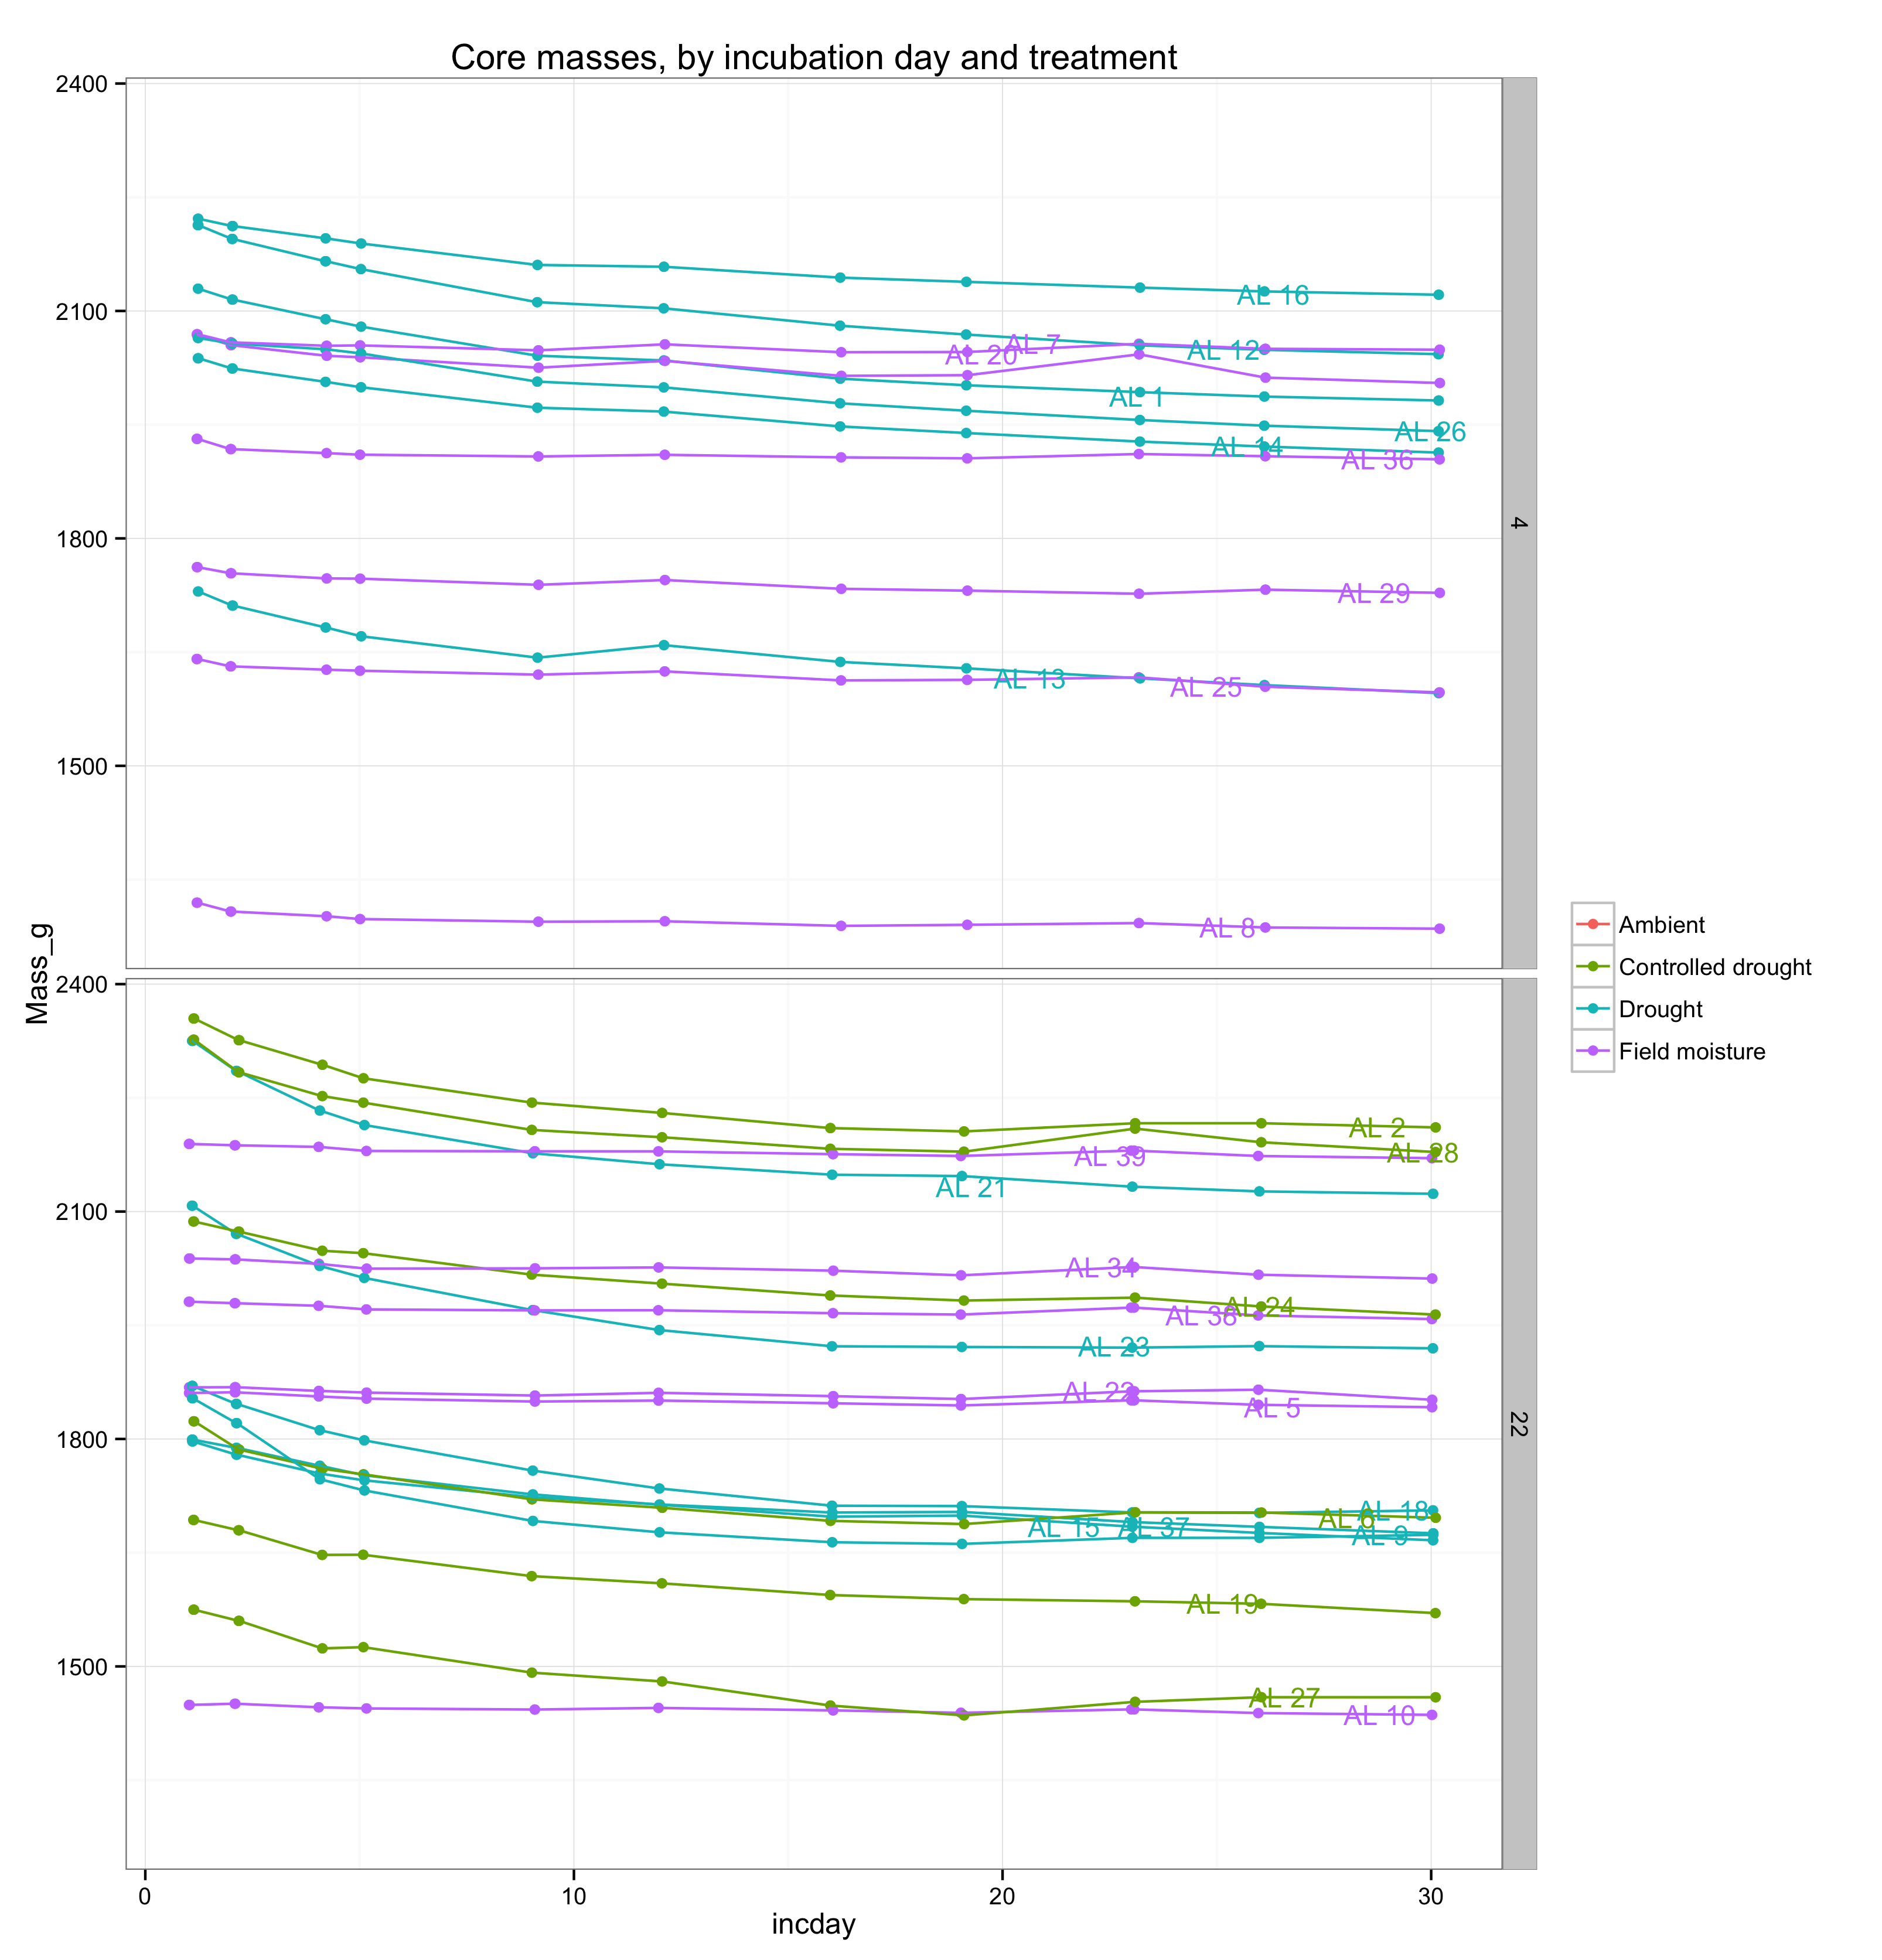 Core masses, by incubation day and treatment
2400
2100
1800
1500
AL 16
AL 7
AL 20
AL 12
AL 1
AL 26
AL 14
AL 36
AL 29
AL 13
AL 25
AL 8
4
Mass_g
2400
2100
1800
1500
AL 2
AL 28
AL 39
AL 21
AL 34
AL 24
AL 38
AL 23
AL 22
AL 5
AL 18
AL 6
AL 15
AL 37
AL 9
AL 19
AL 27
AL 10
22
0
10
20
30
incday
Ambient
Controlled drought
Drought
Field moisture